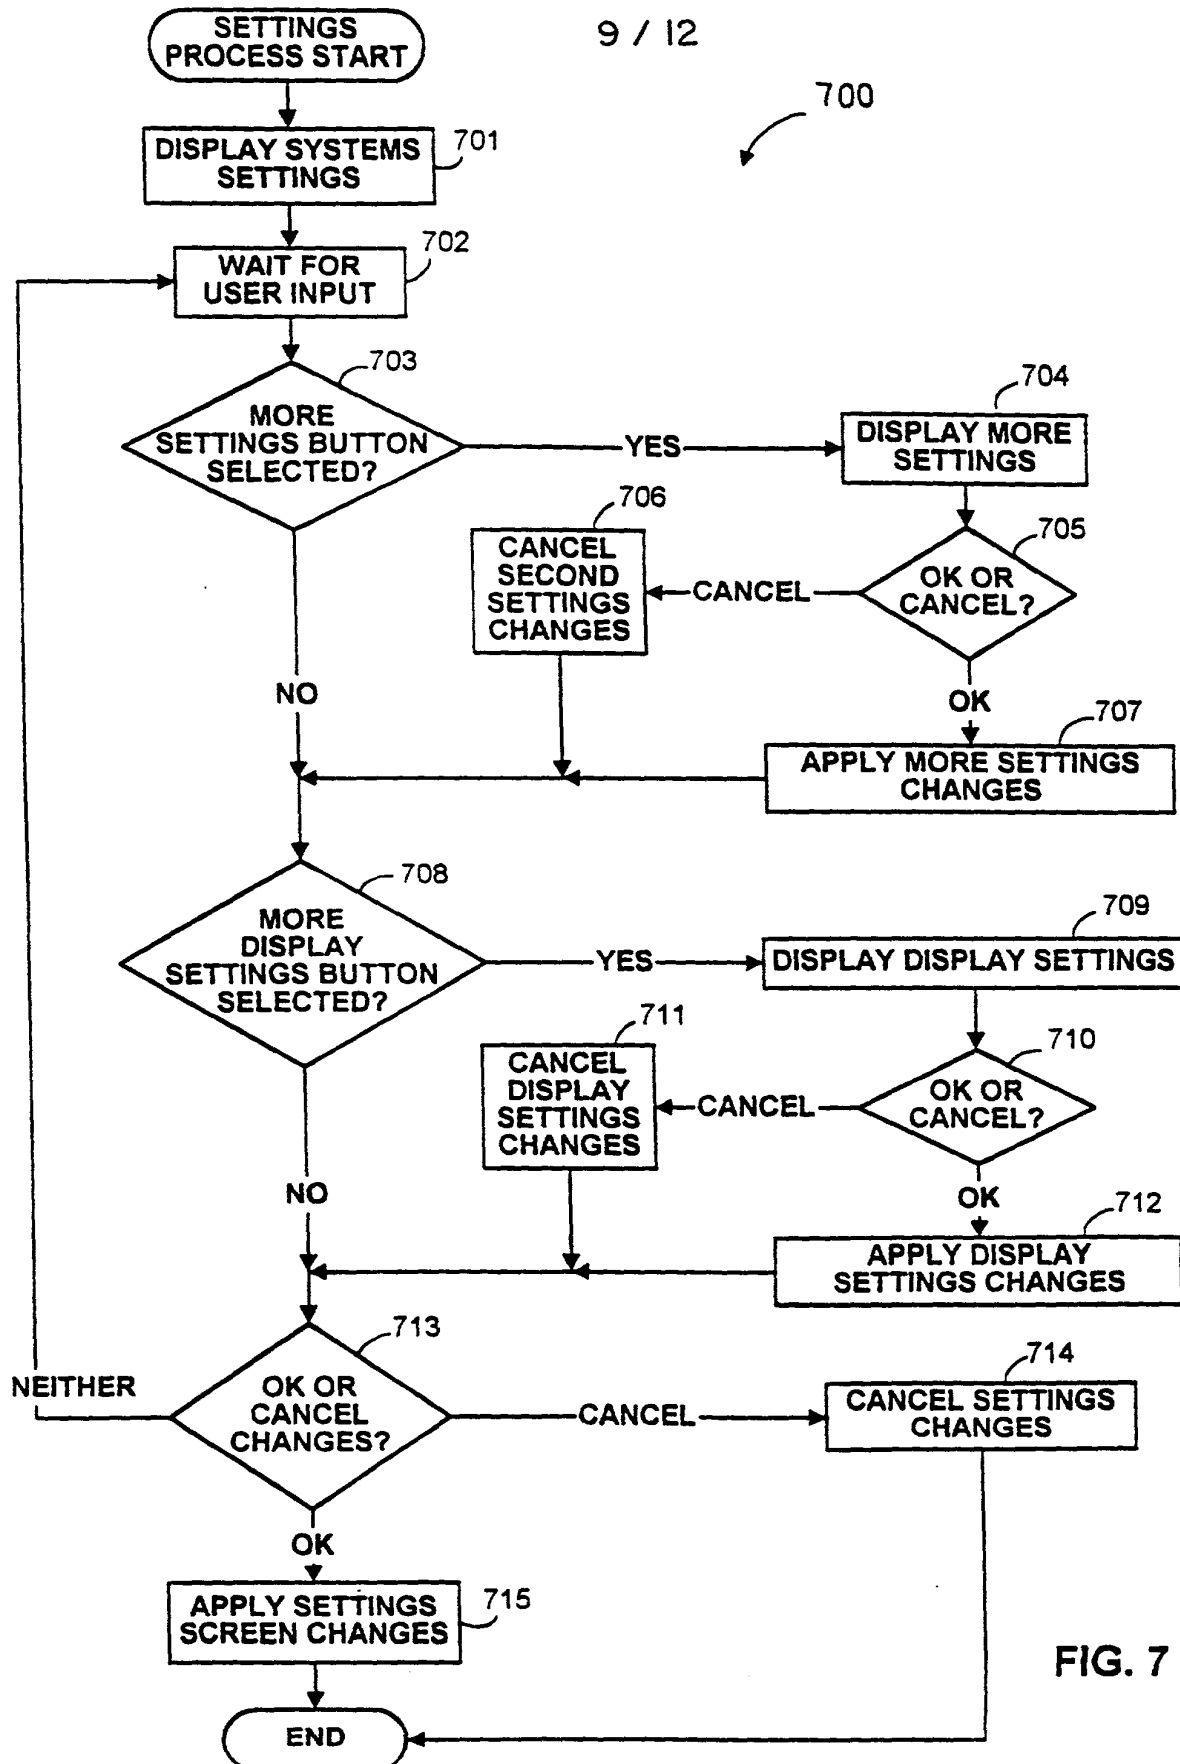 9 / 12
700
SETTINGS
PROCESS START
701
DISPLAY SYSTEMS
SETTINGS
702
WAIT FOR
USER INPUT
703
MORE
SETTINGS BUTTON
SELECTED?
YES
704
DISPLAY MORE
SETTINGS
705
OK OR
CANCEL?
CANCEL
706
CANCEL
SECOND
SETTINGS
CHANGES
OK
707
APPLY MORE SETTINGS
CHANGES
NO
708
MORE
DISPLAY
SETTINGS BUTTON
SELECTED?
YES
709
DISPLAY DISPLAY SETTINGS
710
OK OR
CANCEL?
CANCEL
711
CANCEL
DISPLAY
SETTINGS
CHANGES
OK
712
APPLY DISPLAY
SETTINGS CHANGES
NO
713
OK OR
CANCEL
CHANGES?
NEITHER
CANCEL
714
CANCEL SETTINGS
CHANGES
OK
715
APPLY SETTINGS
SCREEN CHANGES
END
FIG. 7